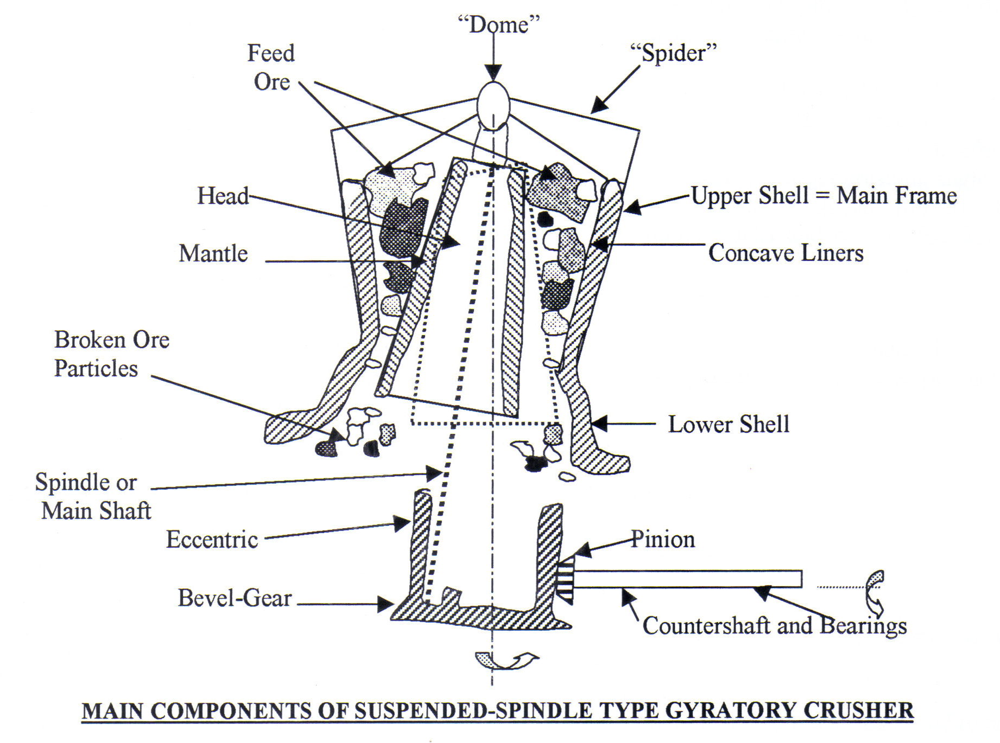 “Dome”
Feed
Ore
“Spider”
Head
Upper Shell = Main Frame
Mantle
Concave Liners
Broken Ore
Particles
Lower Shell
Spindle or
Main Shaft
Eccentric
Pinion
Bevel-Gear
Countershaft and Bearings
MAIN COMPONENTS OF SUSPENDED-SPINDLE TYPE GYRATORY CRUSHER